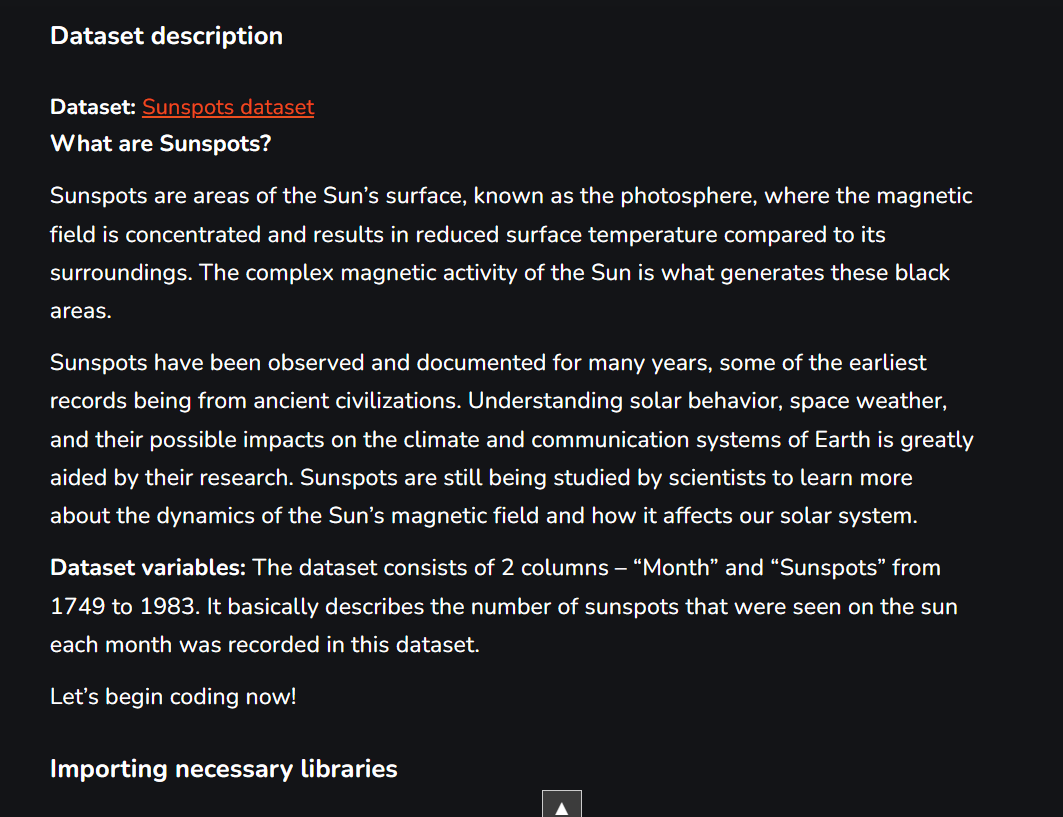 Dataset description
Dataset: Sunspots dataset
What are Sunspots?
Sunspots are areas of the Sun’s surface, known as the photosphere, where the magnetic
field is concentrated and results in reduced surface temperature compared to its
surroundings. The complex magnetic activity of the Sun is what generates these black
areas.
Sunspots have been observed and documented for many years, some of the earliest
records being from ancient civilizations. Understanding solar behavior, space weather,
and their possible impacts on the climate and communication systems of Earth is greatly
aided by their research. Sunspots are still being studied by scientists to learn more
about the dynamics of the Sun’s magnetic field and how it affects our solar system.
Dataset variables: The dataset consists of 2 columns – “Month” and “Sunspots” from
1749 to 1983. It basically describes the number of sunspots that were seen on the sun
each month was recorded in this dataset.
Let’s begin coding now!
Importing necessary libraries